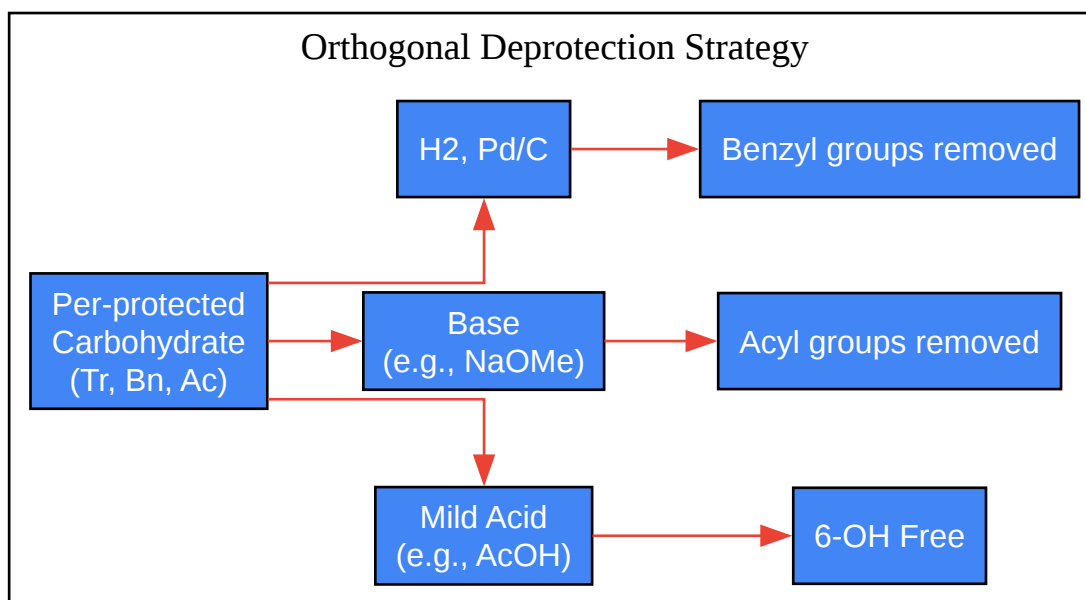 Orthogonal Deprotection Strategy
H2, Pd/C
Benzyl groups removed
Per-protected
Carbohydrate
(Tr, Bn, Ac)
Base
(e.g., NaOMe)
Acyl groups removed
Mild Acid
(e.g., AcOH)
6-OH Free